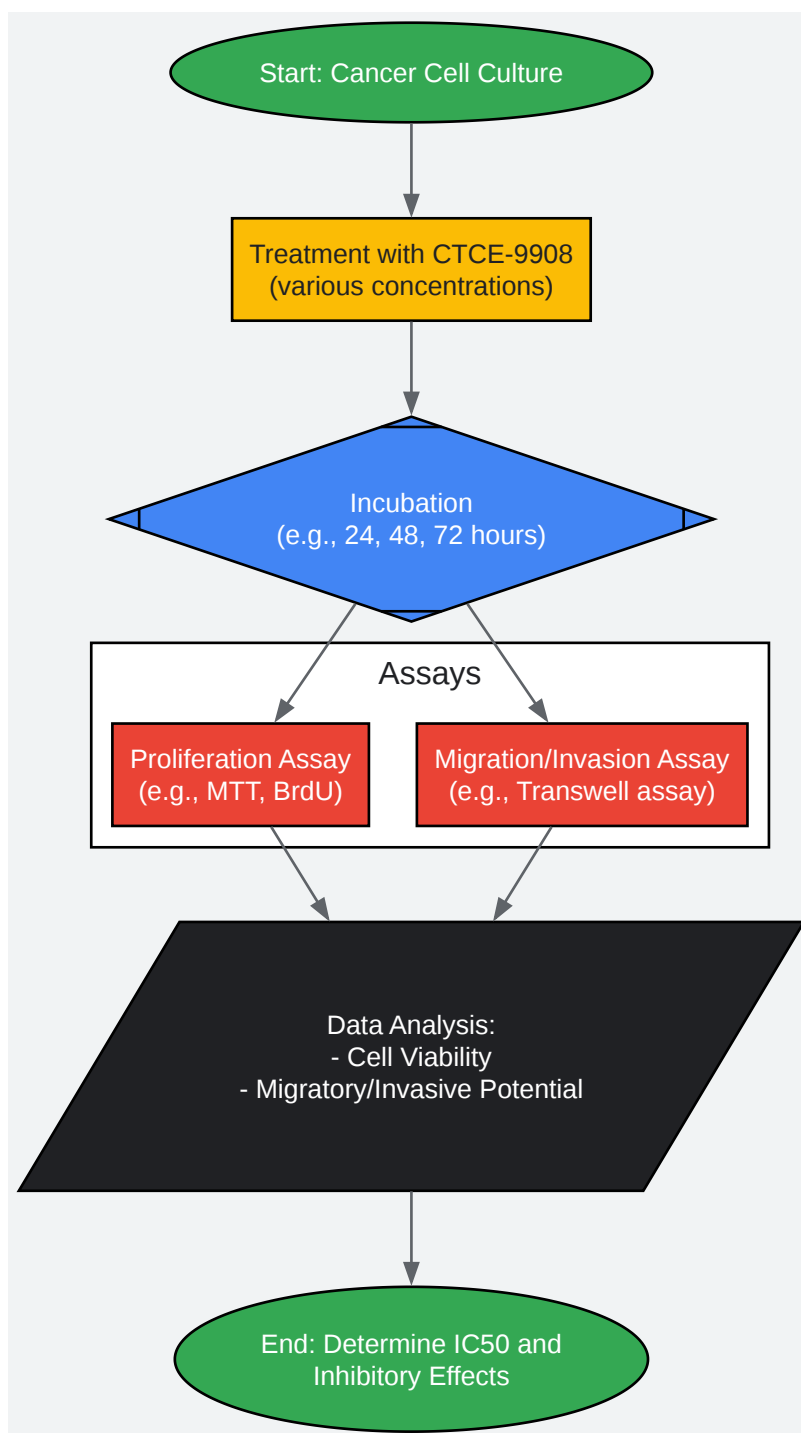 Start: Cancer Cell Culture
Treatment with CTCE-9908
(various concentrations)
Incubation
(e.g., 24, 48, 72 hours)
Assays
Proliferation Assay
(e.g., MTT, BrdU)
Migration/Invasion Assay
(e.g., Transwell assay)
Data Analysis:
- Cell Viability
- Migratory/Invasive Potential
End: Determine IC50 and
Inhibitory Effects